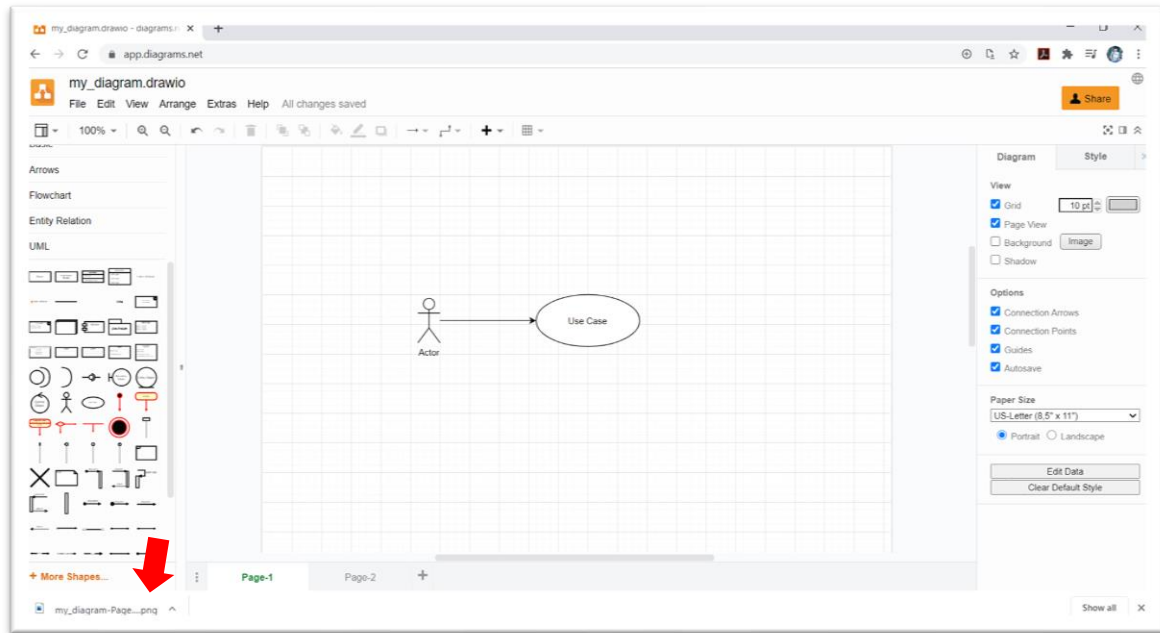 my_diagram.drawio - diagrams.n
app.diagrams.net
my_diagram.drawio
File Edit View Arrange Extras Help All changes saved
Share
100%
Diagram Style
Arrows
Flowchart
Entity Relation
UML
+ More Shapes...
Actor
Use Case
View
Grid 10 pt
Page View
Background Image
Shadow
Options
Connection Arrows
Connection Points
Guides
Autosave
Paper Size
US-Letter (8,5" x 11")
Portrait Landscape
Edit Data
Clear Default Style
Page-1 Page-2
my_diagram-Page....png
Show all